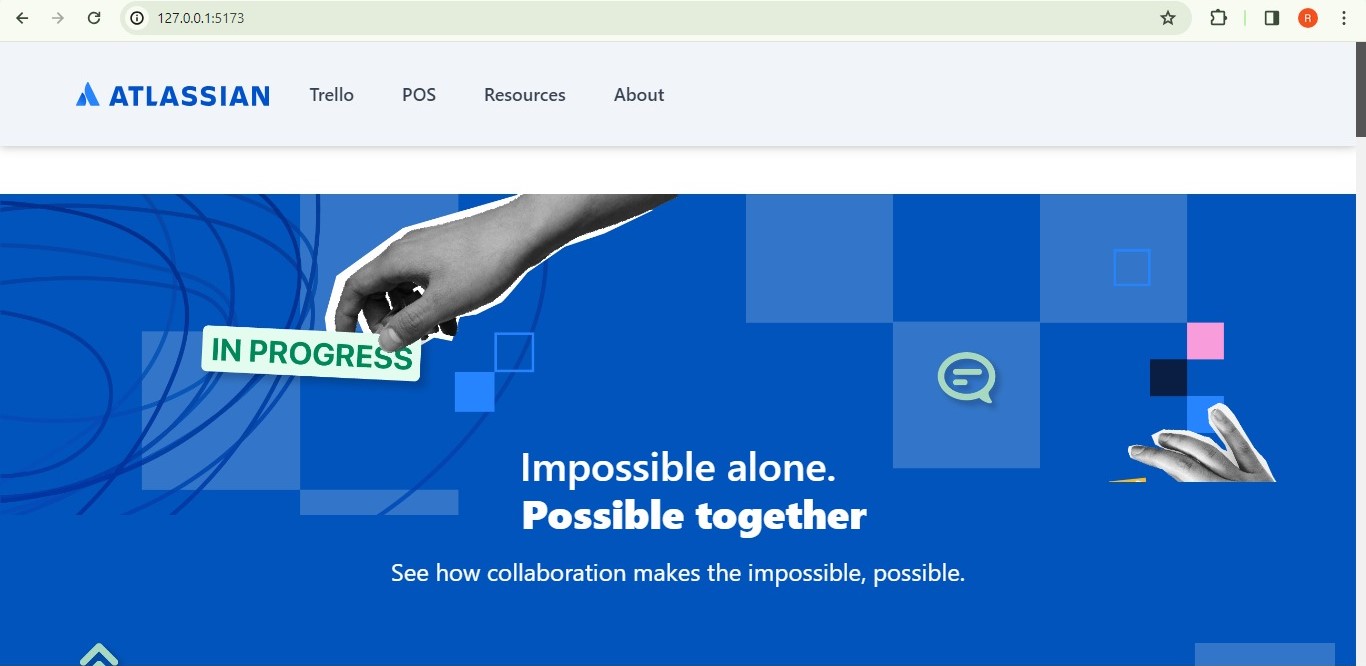 127.0.0.1:5173
R
ATLASSIAN Trello POS Resources About
IN PROGRESS
Impossible alone.
Possible together
See how collaboration makes the impossible, possible.